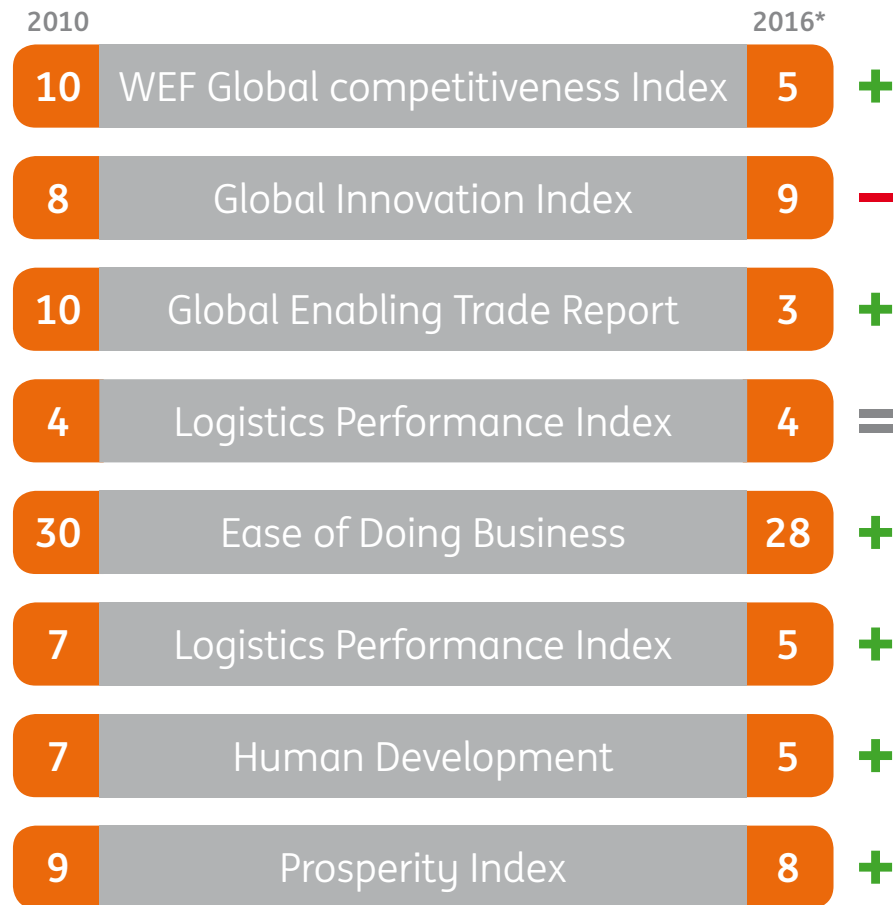 2010 2016*
10 WEF Global competitiveness Index 5 +
8 Global Innovation Index 9 −
10 Global Enabling Trade Report 3 +
4 Logistics Performance Index 4 =
30 Ease of Doing Business 28 +
7 Logistics Performance Index 5 +
7 Human Development 5 +
9 Prosperity Index 8 +